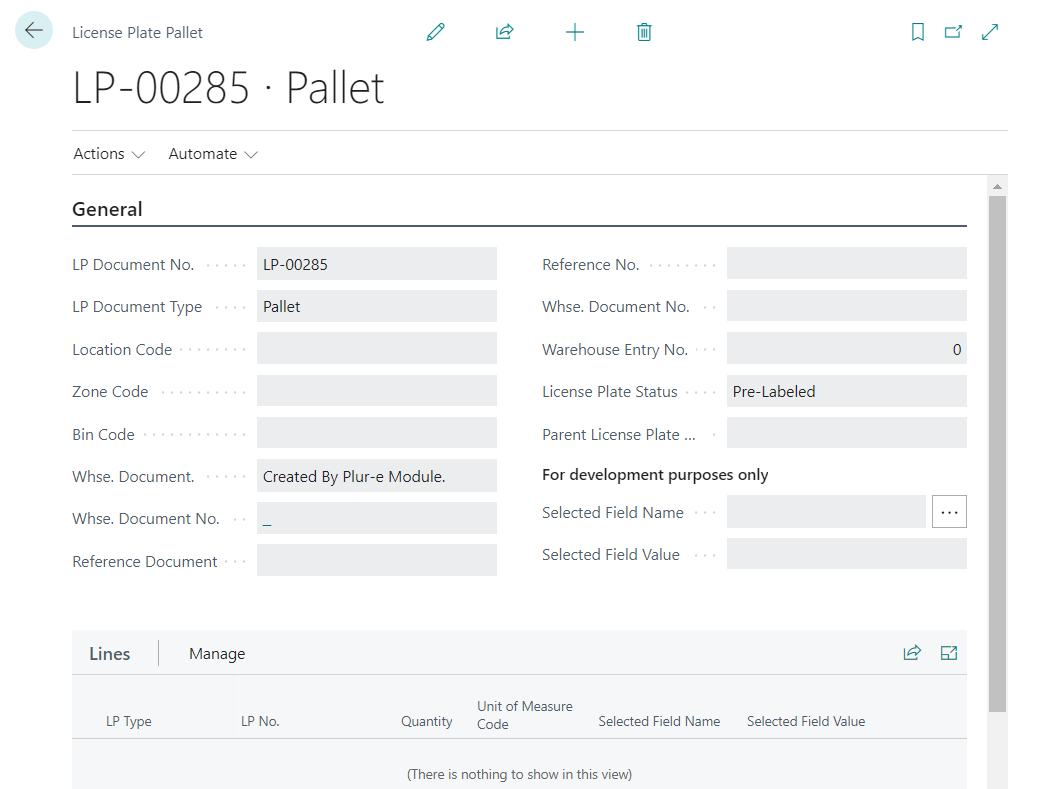 License Plate Pallet
LP-00285 · Pallet
Actions
Automate
General
LP Document No.
LP-00285
LP Document Type
Pallet
Location Code
Zone Code
Bin Code
Whse. Document.
Created By Plur-e Module.
Whse. Document No.
_
Reference Document
Reference No.
Whse. Document No.
Warehouse Entry No.
0
License Plate Status
Pre-Labeled
Parent License Plate ...
For development purposes only
Selected Field Name
...
Selected Field Value
Lines
Manage
LP Type
LP No.
Quantity
Unit of Measure
Code
Selected Field Name
Selected Field Value
(There is nothing to show in this view)